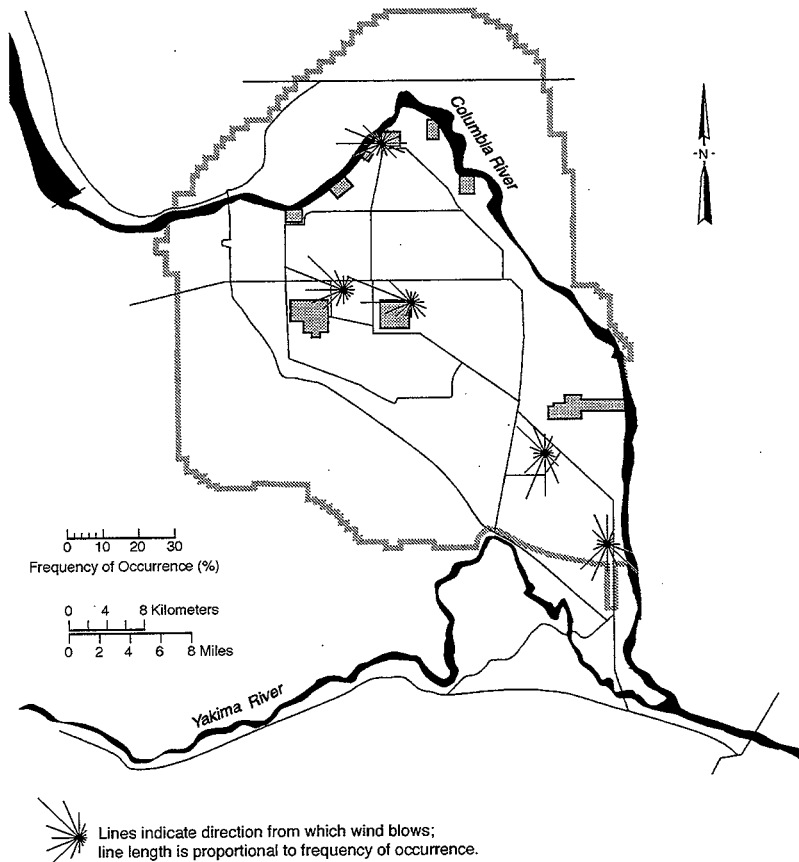 Columbia River
-N-
0 10 20 30
Frequency of Occurrence (%)
0 4 8 Kilometers
0 2 4 6 8 Miles
Yakima River
Lines indicate direction from which wind blows;
line length is proportional to frequency of occurrence.